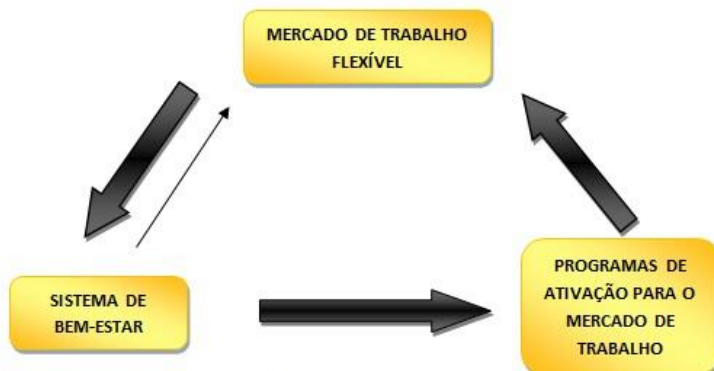 MERCADO DE TRABALHO
FLEXÍVEL
SISTEMA DE
BEM-ESTAR
PROGRAMAS DE
ATIVAÇÃO PARA O
MERCADO DE
TRABALHO